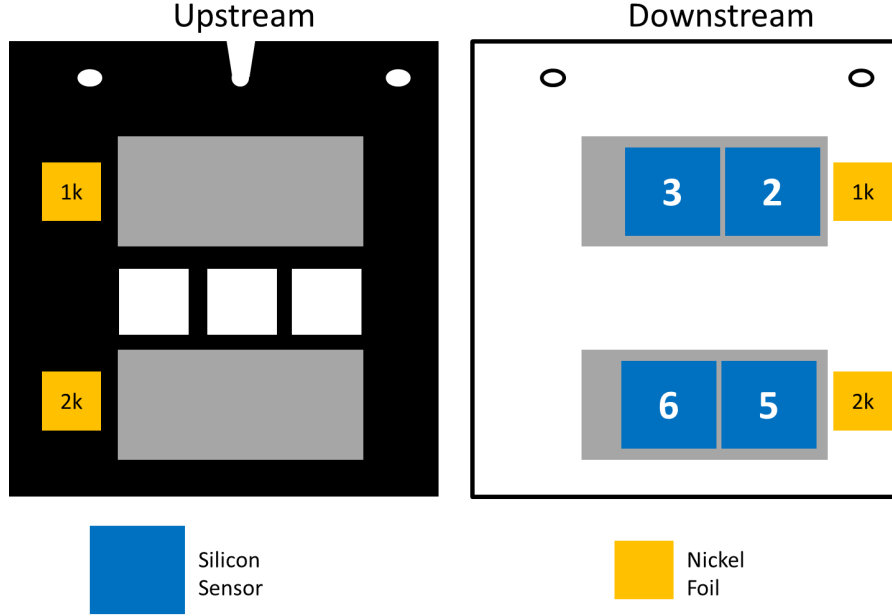 Upstream
Downstream
1k
3 2 1k
2k
6 5 2k
Silicon
Sensor
Nickel
Foil